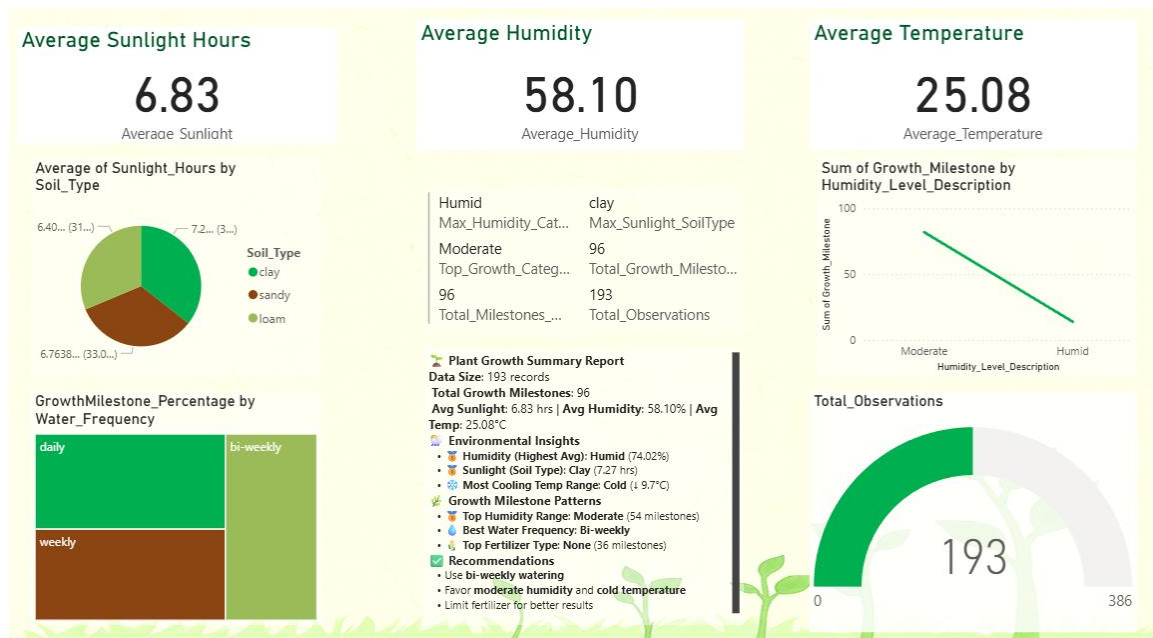 Average Sunlight Hours
6.83
Average_Sunlight
Average Humidity
58.10
Average_Humidity
Average Temperature
25.08
Average_Temperature
Average of Sunlight_Hours by
Soil_Type
6.40... (31...)
7.2... (3...)
6.7638... (33.0...)
Soil_Type
clay
sandy
loam
Humid
Max_Humidity_Cat...
clay
Max_Sunlight_SoilType
Moderate
Top_Growth_Categ...
96
Total_Growth_Milesto...
96
Total_Milestones_...
193
Total_Observations
Sum of Growth_Milestone by
Humidity_Level_Description
Sum of Growth_Milestone
100
50
0
Moderate
Humid
Humidity_Level_Description
GrowthMilestone_Percentage by
Water_Frequency
daily
bi-weekly
weekly
Plant Growth Summary Report
Data Size: 193 records
Total Growth Milestones: 96
Avg Sunlight: 6.83 hrs | Avg Humidity: 58.10% | Avg
Temp: 25.08°C
Environmental Insights
• Humidity (Highest Avg): Humid (74.02%)
• Sunlight (Soil Type): Clay (7.27 hrs)
• Most Cooling Temp Range: Cold (↓ 9.7°C)
Growth Milestone Patterns
• Top Humidity Range: Moderate (54 milestones)
• Best Water Frequency: Bi-weekly
• Top Fertilizer Type: None (36 milestones)
Recommendations
• Use bi-weekly watering
• Favor moderate humidity and cold temperature
• Limit fertilizer for better results
Total_Observations
193
0
386